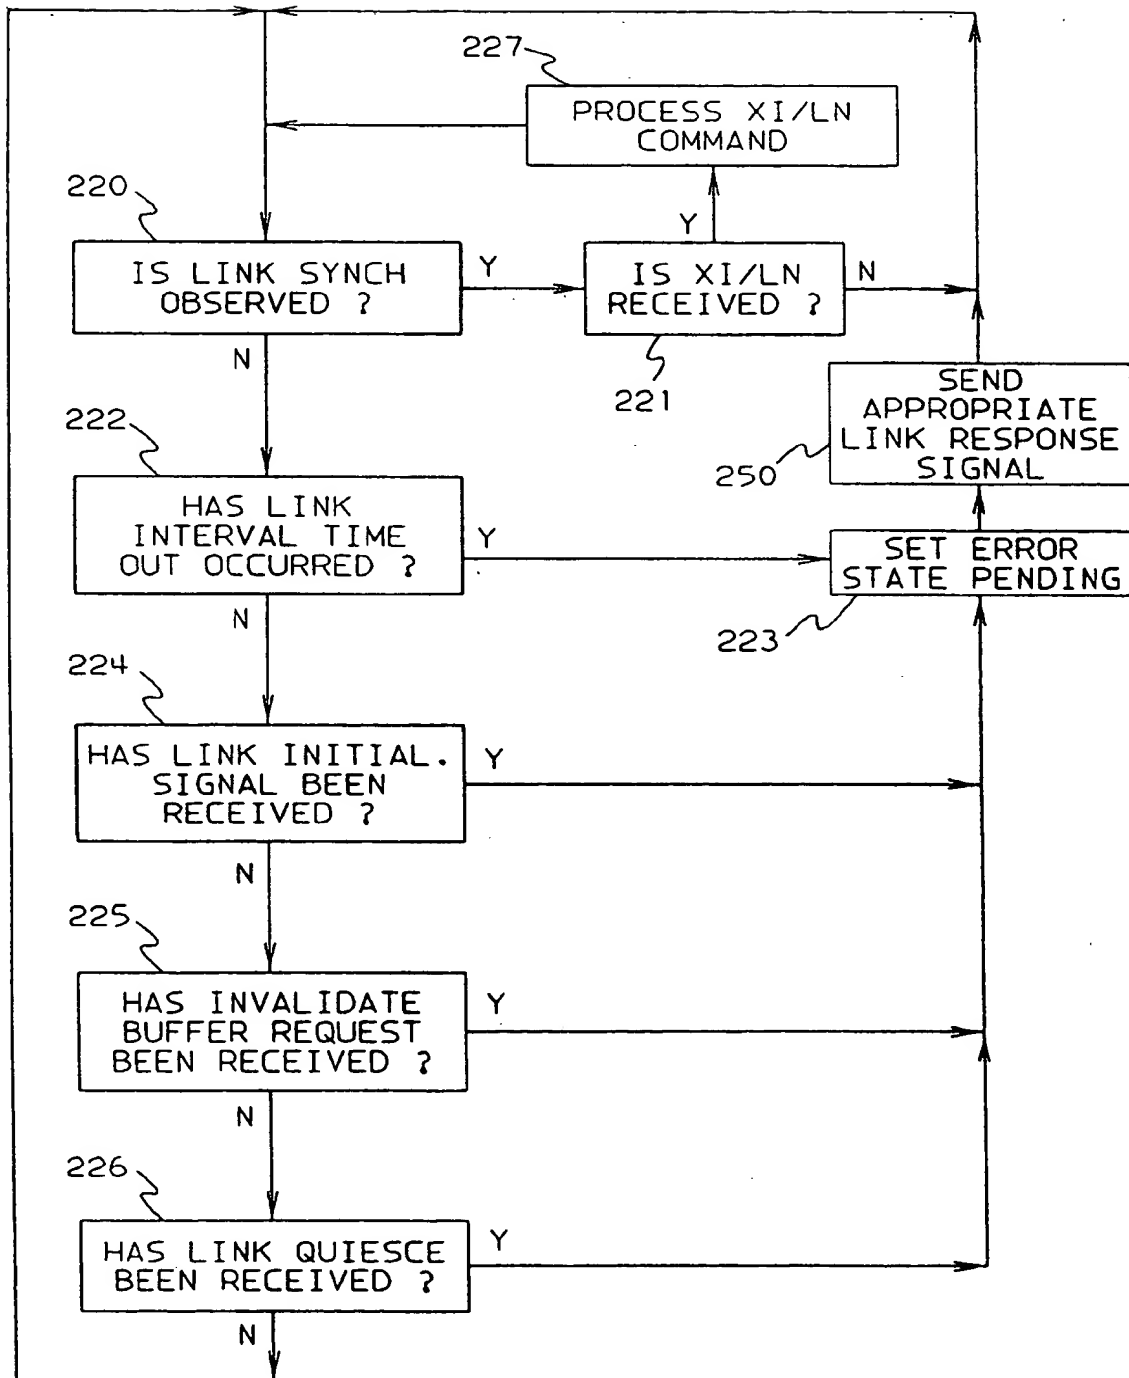 227
PROCESS XI/LN
COMMAND
220
IS LINK SYNCH
OBSERVED ?
Y
Y
IS XI/LN
RECEIVED ?
N
N
221
SEND
APPROPRIATE
LINK RESPONSE
SIGNAL
250
222
HAS LINK
INTERVAL TIME
OUT OCCURRED ?
Y
SET ERROR
STATE PENDING
N
223
224
HAS LINK INITIAL.
SIGNAL BEEN
RECEIVED ?
Y
N
225
HAS INVALIDATE
BUFFER REQUEST
BEEN RECEIVED ?
Y
N
226
HAS LINK QUIESCE
BEEN RECEIVED ?
Y
N